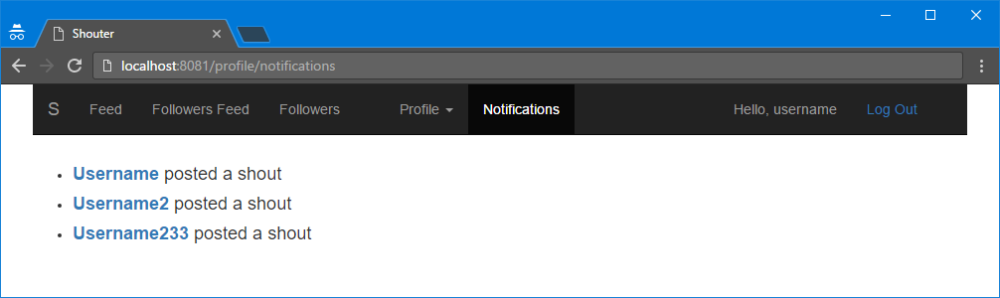 Shouter
localhost:8081/profile/notifications
S Feed Followers Feed Followers Profile Notifications Hello, username Log Out
Username posted a shout
Username2 posted a shout
Username233 posted a shout